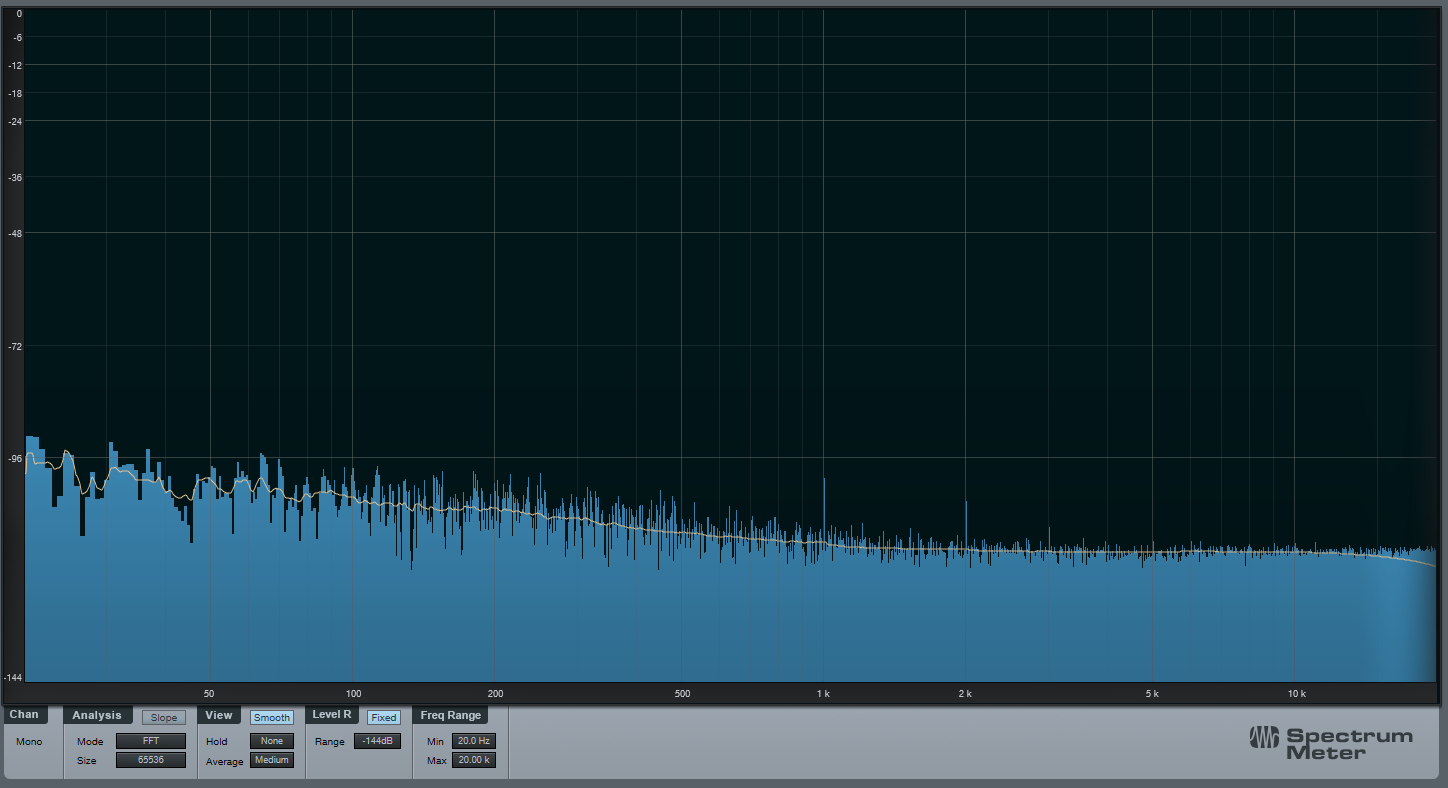 0
-6
-12
-18
-24
-36
-48
-72
-96
-144
50 100 200 500 1 k 2 k 5 k 10 k
Chan Analysis Slope View Smooth Level R Fixed Freq Range
Mono Mode FFT Hold None Range -144dB Min 20.0 Hz
Size 65536 Average Medium Max 20.00 k
Spectrum
Meter